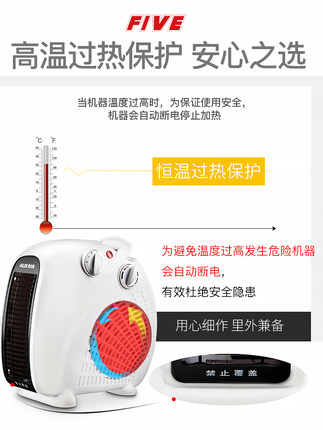 FIVE
高温过热保护 安心之选
当机器温度过高时，为保证使用安全，
机器会自动断电停止加热
°C °F
恒温过热保护
为避免温度过高发生危险机器
会自动断电，
有效杜绝安全隐患
用心细作 里外兼备
禁止覆盖